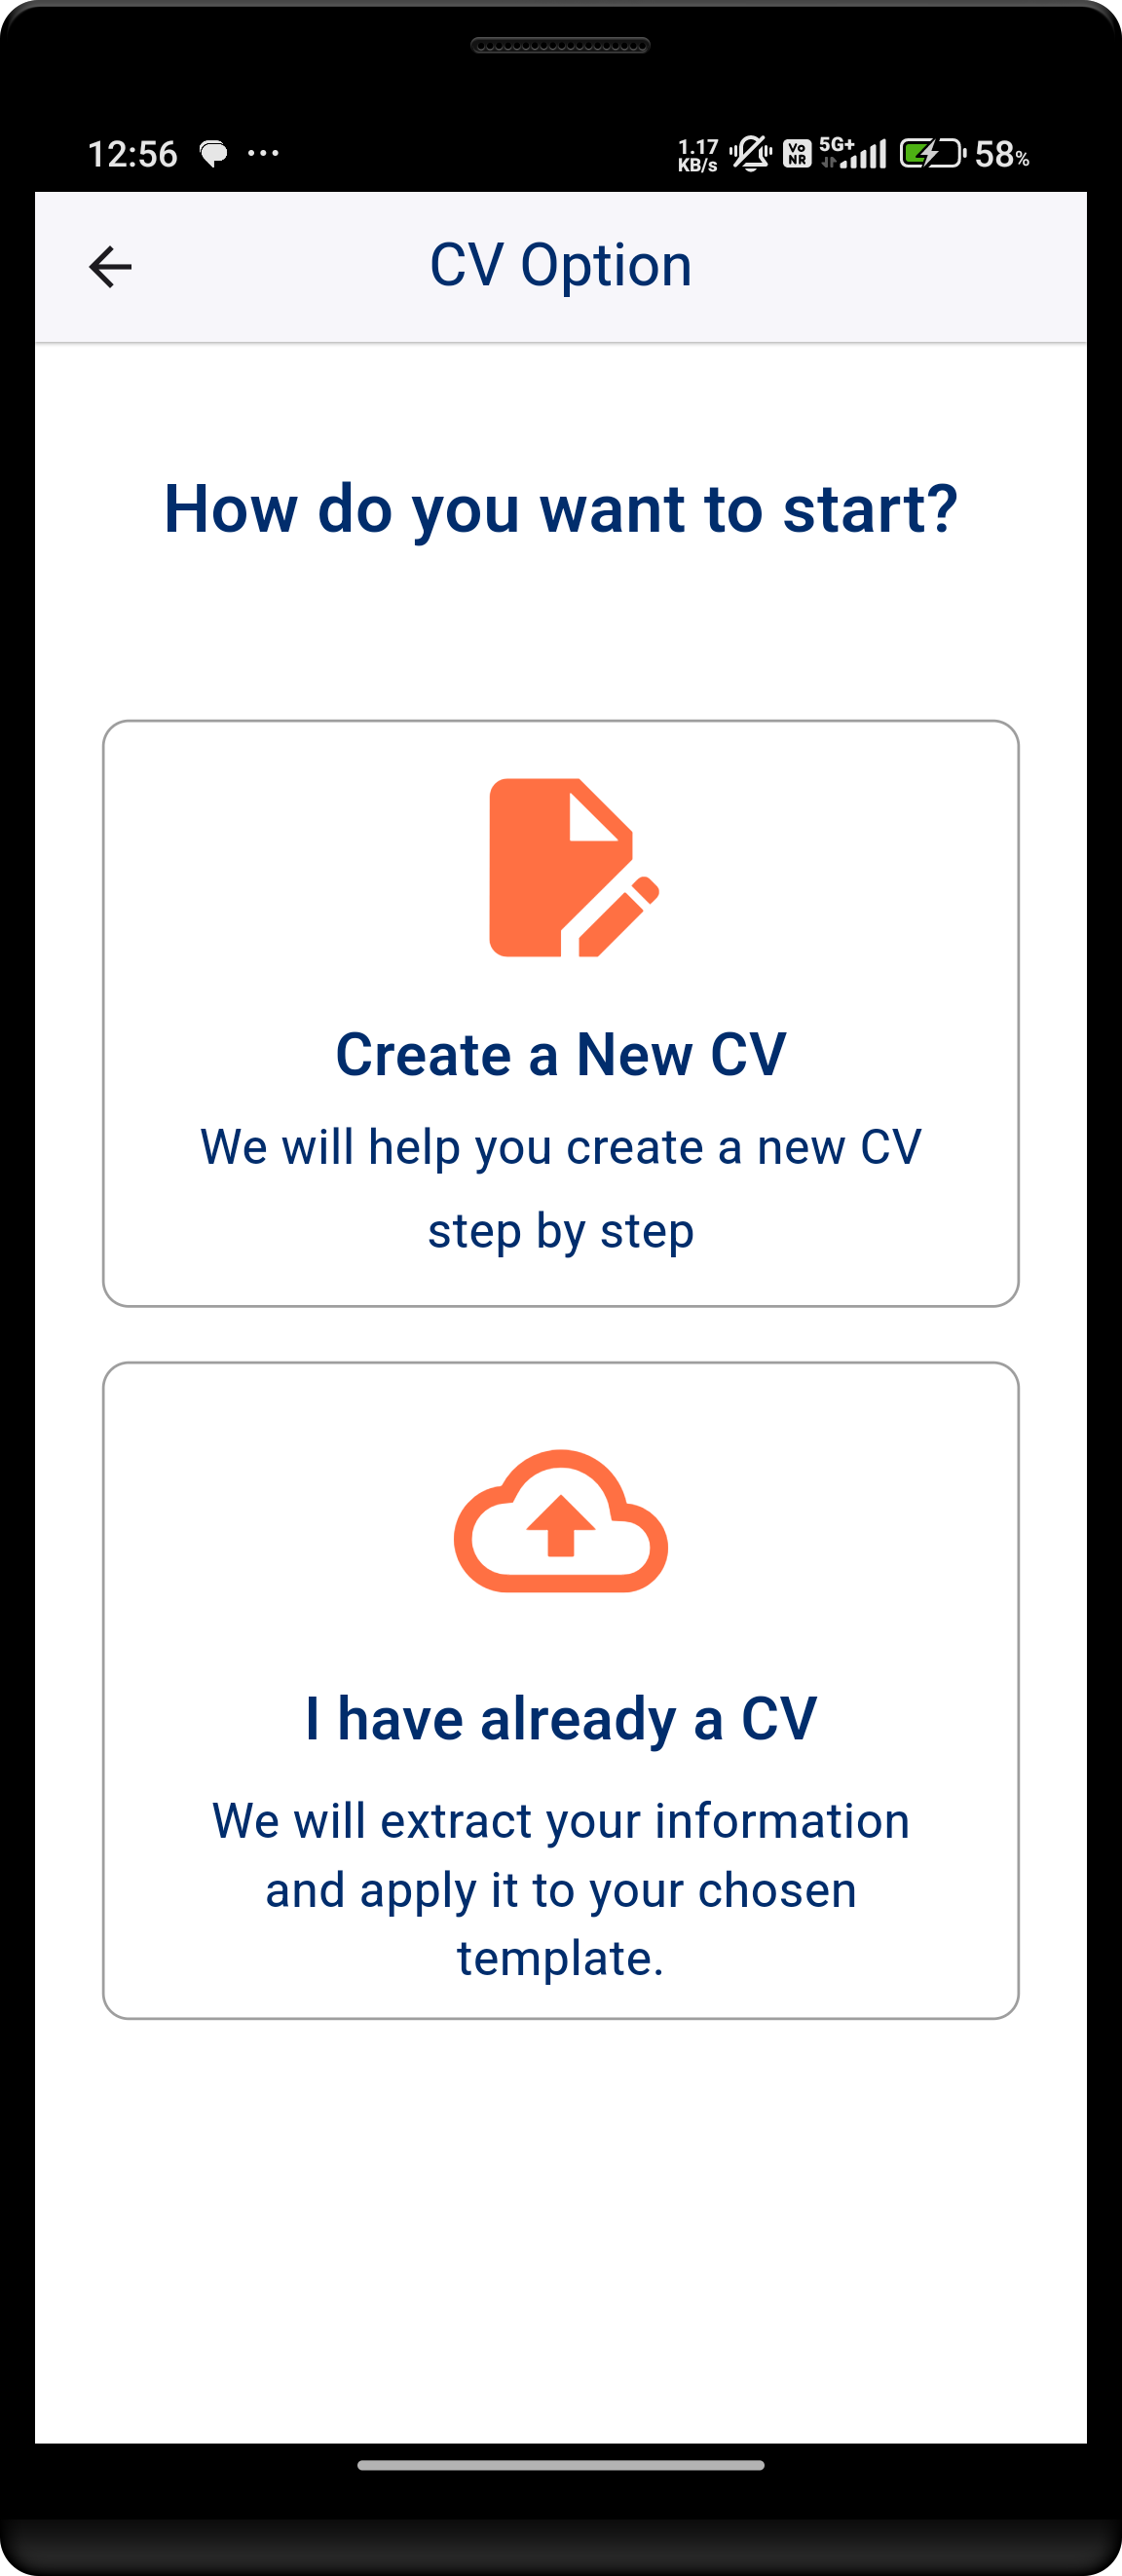 12:56 ...
1.17 KB/s Vo NR 5G+ 58%
CV Option
How do you want to start?
Create a New CV
We will help you create a new CV
step by step
I have already a CV
We will extract your information
and apply it to your chosen
template.